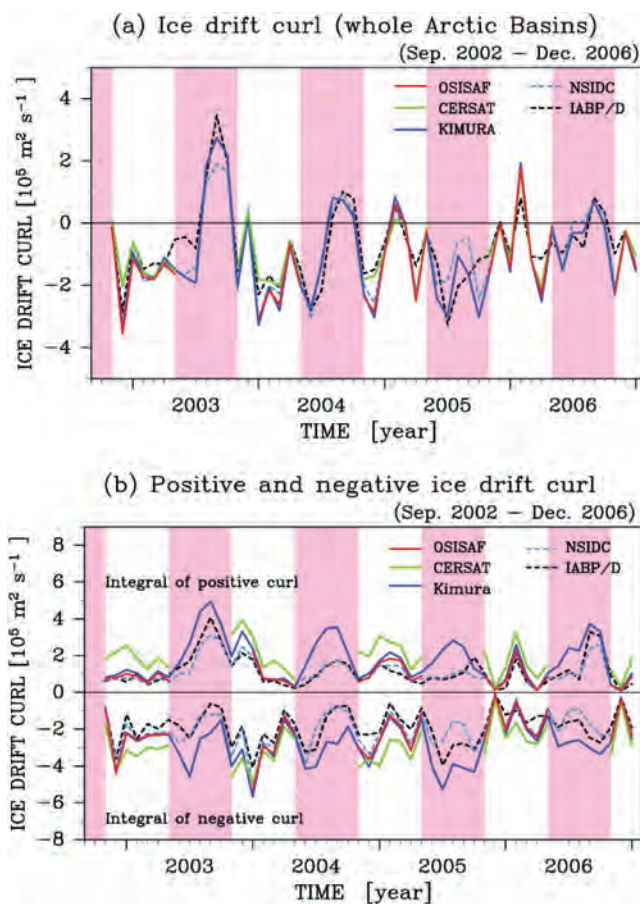 (a) Ice drift curl (whole Arctic Basins)
(Sep. 2002 — Dec. 2006)
OSISAF
CERSAT
KIMURA
NSIDC
IABP/D
ICE DRIFT CURL [10⁵ m² s⁻¹]
4
2
0
−2
−4
2003
2004
2005
2006
TIME [year]
(b) Positive and negative ice drift curl
(Sep. 2002 — Dec. 2006)
OSISAF
CERSAT
Kimura
NSIDC
IABP/D
Integral of positive curl
Integral of negative curl
ICE DRIFT CURL [10⁵ m² s⁻¹]
8
6
4
2
0
−2
−4
−6
−8
2003
2004
2005
2006
TIME [year]